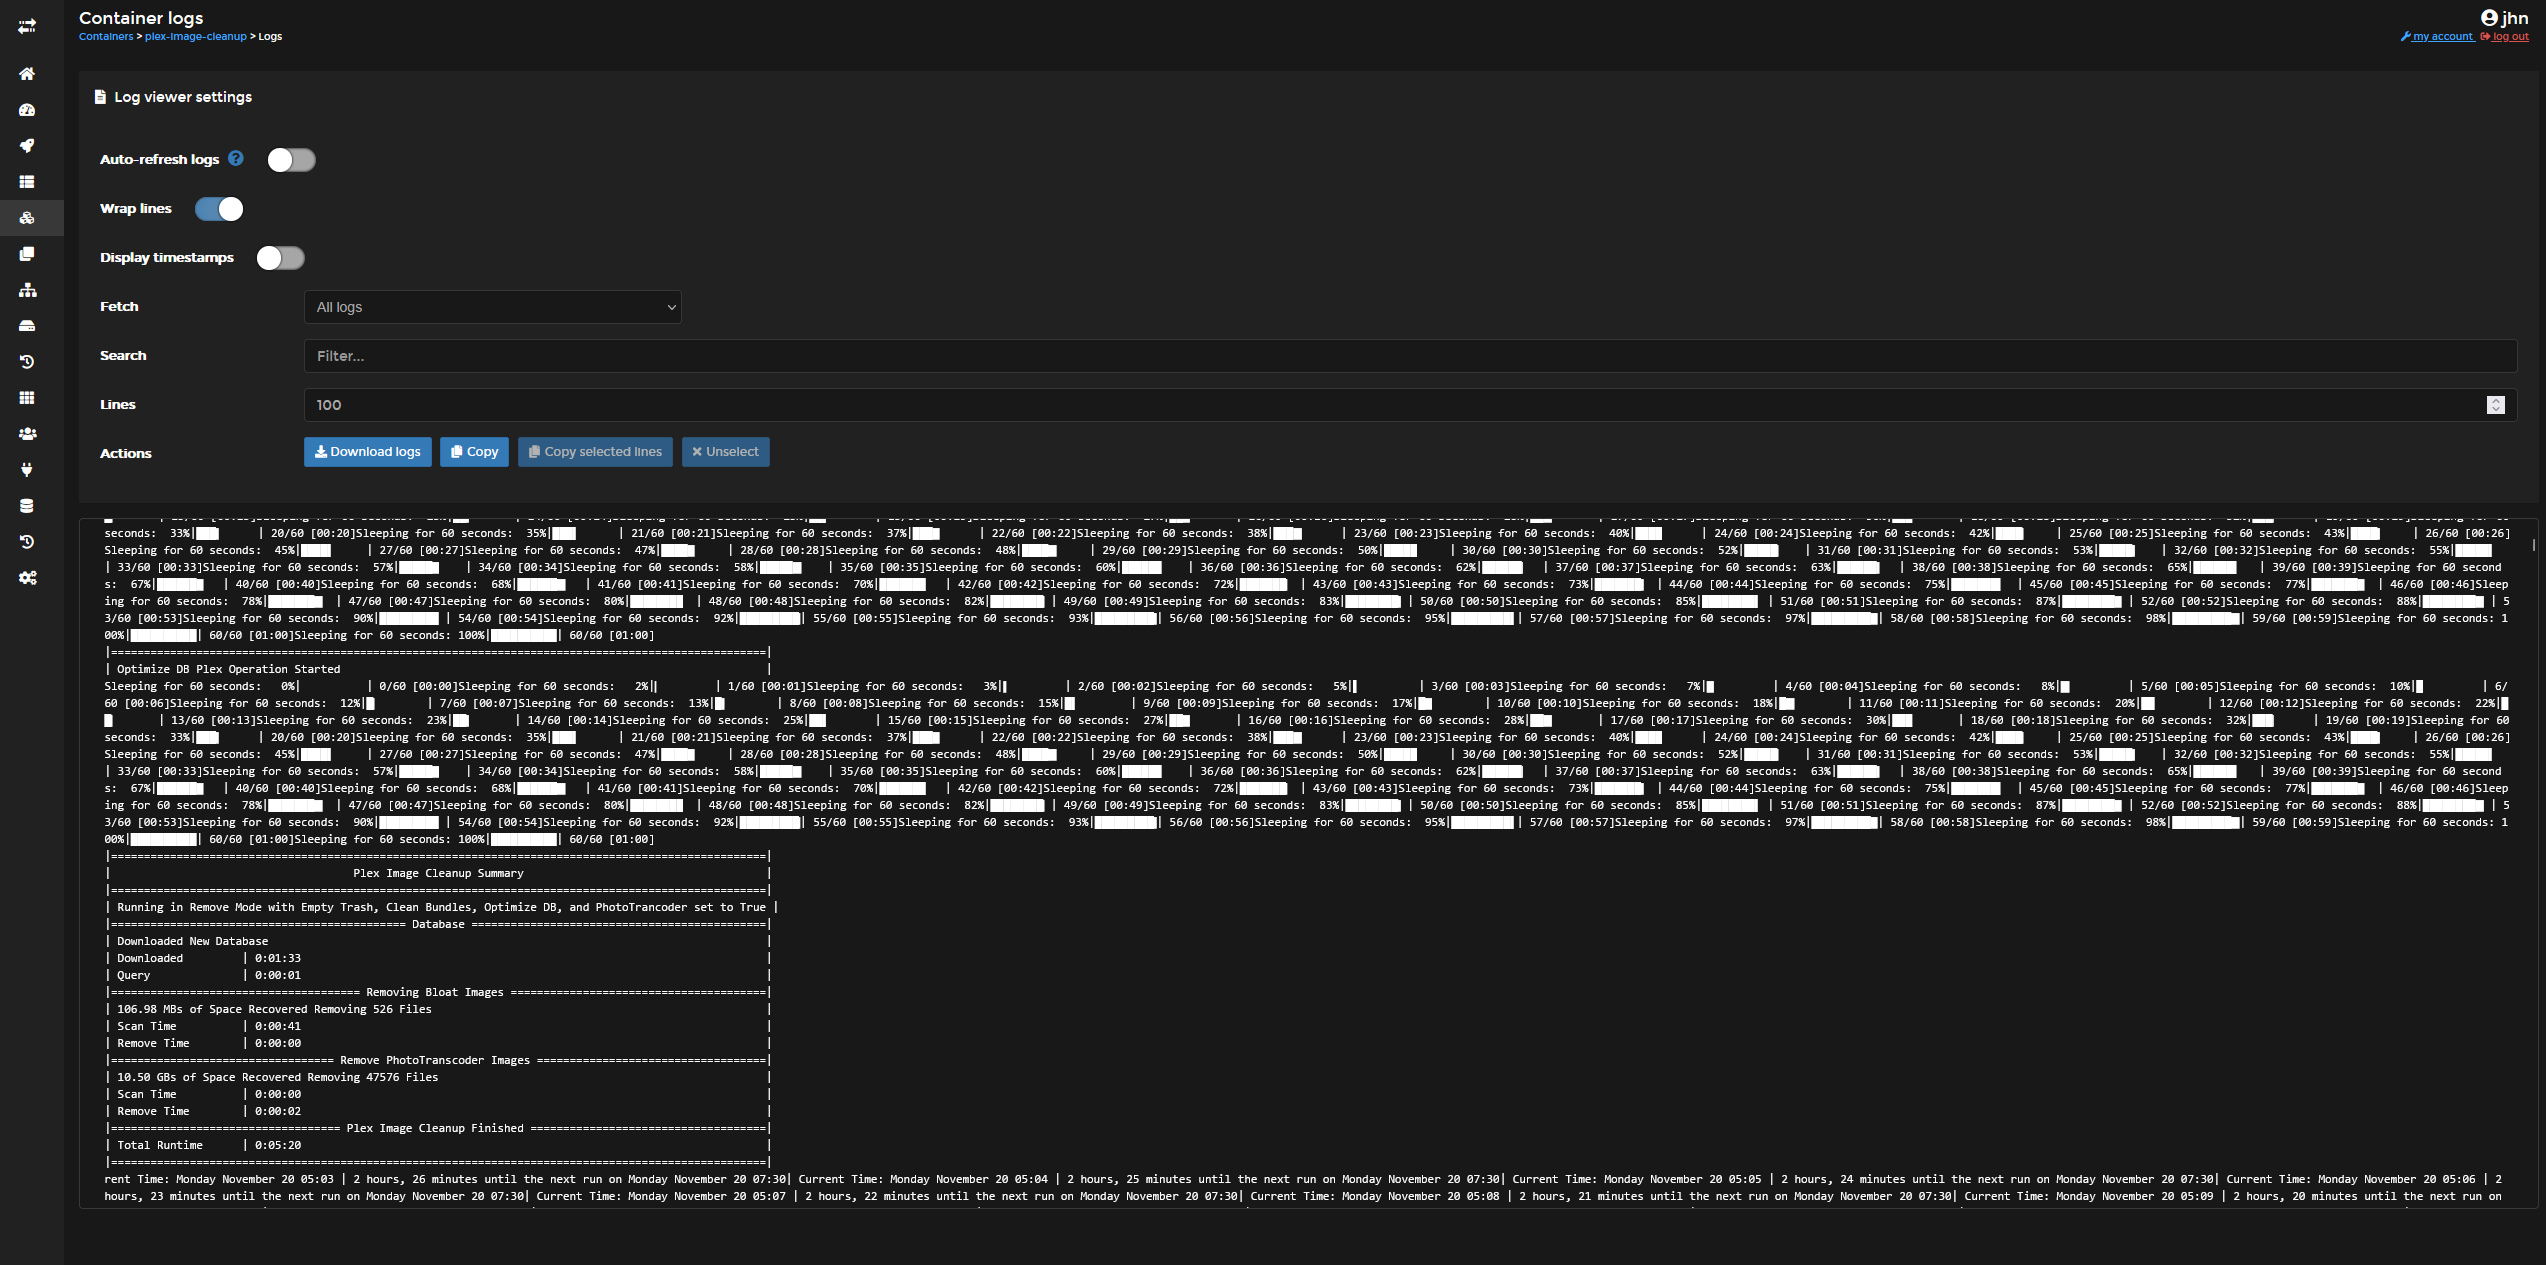 Container logs
Containers > plex-image-cleanup > Logs
jhn
my account log out
Log viewer settings
Auto-refresh logs
Wrap lines
Display timestamps
Fetch All logs
Search Filter...
Lines 100
Actions Download logs Copy Copy selected lines Unselect
seconds: 33%| | 20/60 [00:20]Sleeping for 60 seconds: 35%| | 21/60 [00:21]Sleeping for 60 seconds: 37%| | 22/60 [00:22]Sleeping for 60 seconds: 38%| | 23/60 [00:23]Sleeping for 60 seconds: 40%| | 24/60 [00:24]Sleeping for 60 seconds: 42%| | 25/60 [00:25]Sleeping for 60 seconds: 43%| | 26/60 [00:26]
Sleeping for 60 seconds: 45%| | 27/60 [00:27]Sleeping for 60 seconds: 47%| | 28/60 [00:28]Sleeping for 60 seconds: 48%| | 29/60 [00:29]Sleeping for 60 seconds: 50%| | 30/60 [00:30]Sleeping for 60 seconds: 52%| | 31/60 [00:31]Sleeping for 60 seconds: 53%| | 32/60 [00:32]Sleeping for 60 seconds: 55%|
| 33/60 [00:33]Sleeping for 60 seconds: 57%| | 34/60 [00:34]Sleeping for 60 seconds: 58%| | 35/60 [00:35]Sleeping for 60 seconds: 60%| | 36/60 [00:36]Sleeping for 60 seconds: 62%| | 37/60 [00:37]Sleeping for 60 seconds: 63%| | 38/60 [00:38]Sleeping for 60 seconds: 65%| | 39/60 [00:39]Sleeping for 60 second
s: 67%| | 40/60 [00:40]Sleeping for 60 seconds: 68%| | 41/60 [00:41]Sleeping for 60 seconds: 70%| | 42/60 [00:42]Sleeping for 60 seconds: 72%| | 43/60 [00:43]Sleeping for 60 seconds: 73%| | 44/60 [00:44]Sleeping for 60 seconds: 75%| | 45/60 [00:45]Sleeping for 60 seconds: 77%| | 46/60 [00:46]Sleep
ing for 60 seconds: 78%| | 47/60 [00:47]Sleeping for 60 seconds: 80%| | 48/60 [00:48]Sleeping for 60 seconds: 82%| | 49/60 [00:49]Sleeping for 60 seconds: 83%| | 50/60 [00:50]Sleeping for 60 seconds: 85%| | 51/60 [00:51]Sleeping for 60 seconds: 87%| | 52/60 [00:52]Sleeping for 60 seconds: 88%| | 5
3/60 [00:53]Sleeping for 60 seconds: 90%| | 54/60 [00:54]Sleeping for 60 seconds: 92%| | 55/60 [00:55]Sleeping for 60 seconds: 93%| | 56/60 [00:56]Sleeping for 60 seconds: 95%| | 57/60 [00:57]Sleeping for 60 seconds: 97%| | 58/60 [00:58]Sleeping for 60 seconds: 98%| | 59/60 [00:59]Sleeping for 60 seconds: 1
00%| | 60/60 [01:00]Sleeping for 60 seconds: 100%| | 60/60 [01:00]
|====================================================================================================|
| Optimize DB Plex Operation Started |
Sleeping for 60 seconds: 0%| | 0/60 [00:00]Sleeping for 60 seconds: 2%| | 1/60 [00:01]Sleeping for 60 seconds: 3%| | 2/60 [00:02]Sleeping for 60 seconds: 5%| | 3/60 [00:03]Sleeping for 60 seconds: 7%| | 4/60 [00:04]Sleeping for 60 seconds: 8%| | 5/60 [00:05]Sleeping for 60 seconds: 10%| | 6/
60 [00:06]Sleeping for 60 seconds: 12%| | 7/60 [00:07]Sleeping for 60 seconds: 13%| | 8/60 [00:08]Sleeping for 60 seconds: 15%| | 9/60 [00:09]Sleeping for 60 seconds: 17%| | 10/60 [00:10]Sleeping for 60 seconds: 18%| | 11/60 [00:11]Sleeping for 60 seconds: 20%| | 12/60 [00:12]Sleeping for 60 seconds: 22%|
| 13/60 [00:13]Sleeping for 60 seconds: 23%| | 14/60 [00:14]Sleeping for 60 seconds: 25%| | 15/60 [00:15]Sleeping for 60 seconds: 27%| | 16/60 [00:16]Sleeping for 60 seconds: 28%| | 17/60 [00:17]Sleeping for 60 seconds: 30%| | 18/60 [00:18]Sleeping for 60 seconds: 32%| | 19/60 [00:19]Sleeping for 60
seconds: 33%| | 20/60 [00:20]Sleeping for 60 seconds: 35%| | 21/60 [00:21]Sleeping for 60 seconds: 37%| | 22/60 [00:22]Sleeping for 60 seconds: 38%| | 23/60 [00:23]Sleeping for 60 seconds: 40%| | 24/60 [00:24]Sleeping for 60 seconds: 42%| | 25/60 [00:25]Sleeping for 60 seconds: 43%| | 26/60 [00:26]
Sleeping for 60 seconds: 45%| | 27/60 [00:27]Sleeping for 60 seconds: 47%| | 28/60 [00:28]Sleeping for 60 seconds: 48%| | 29/60 [00:29]Sleeping for 60 seconds: 50%| | 30/60 [00:30]Sleeping for 60 seconds: 52%| | 31/60 [00:31]Sleeping for 60 seconds: 53%| | 32/60 [00:32]Sleeping for 60 seconds: 55%|
| 33/60 [00:33]Sleeping for 60 seconds: 57%| | 34/60 [00:34]Sleeping for 60 seconds: 58%| | 35/60 [00:35]Sleeping for 60 seconds: 60%| | 36/60 [00:36]Sleeping for 60 seconds: 62%| | 37/60 [00:37]Sleeping for 60 seconds: 63%| | 38/60 [00:38]Sleeping for 60 seconds: 65%| | 39/60 [00:39]Sleeping for 60 second
s: 67%| | 40/60 [00:40]Sleeping for 60 seconds: 68%| | 41/60 [00:41]Sleeping for 60 seconds: 70%| | 42/60 [00:42]Sleeping for 60 seconds: 72%| | 43/60 [00:43]Sleeping for 60 seconds: 73%| | 44/60 [00:44]Sleeping for 60 seconds: 75%| | 45/60 [00:45]Sleeping for 60 seconds: 77%| | 46/60 [00:46]Sleep
ing for 60 seconds: 78%| | 47/60 [00:47]Sleeping for 60 seconds: 80%| | 48/60 [00:48]Sleeping for 60 seconds: 82%| | 49/60 [00:49]Sleeping for 60 seconds: 83%| | 50/60 [00:50]Sleeping for 60 seconds: 85%| | 51/60 [00:51]Sleeping for 60 seconds: 87%| | 52/60 [00:52]Sleeping for 60 seconds: 88%| | 5
3/60 [00:53]Sleeping for 60 seconds: 90%| | 54/60 [00:54]Sleeping for 60 seconds: 92%| | 55/60 [00:55]Sleeping for 60 seconds: 93%| | 56/60 [00:56]Sleeping for 60 seconds: 95%| | 57/60 [00:57]Sleeping for 60 seconds: 97%| | 58/60 [00:58]Sleeping for 60 seconds: 98%| | 59/60 [00:59]Sleeping for 60 seconds: 1
00%| | 60/60 [01:00]Sleeping for 60 seconds: 100%| | 60/60 [01:00]
|====================================================================================================|
| Plex Image Cleanup Summary |
|====================================================================================================|
| Running in Remove Mode with Empty Trash, Clean Bundles, Optimize DB, and PhotoTrancoder set to True |
|============================================= Database =============================================|
| Downloaded New Database |
| Downloaded | 0:01:33 |
| Query | 0:00:01 |
|====================================== Removing Bloat Images =======================================|
| 106.98 MBs of Space Recovered Removing 526 Files |
| Scan Time | 0:00:41 |
| Remove Time | 0:00:00 |
|================================== Remove PhotoTranscoder Images ===================================|
| 10.50 GBs of Space Recovered Removing 47576 Files |
| Scan Time | 0:00:00 |
| Remove Time | 0:00:02 |
|=================================== Plex Image Cleanup Finished ====================================|
| Total Runtime | 0:05:20 |
|====================================================================================================|
rent Time: Monday November 20 05:03 | 2 hours, 26 minutes until the next run on Monday November 20 07:30| Current Time: Monday November 20 05:04 | 2 hours, 25 minutes until the next run on Monday November 20 07:30| Current Time: Monday November 20 05:05 | 2 hours, 24 minutes until the next run on Monday November 20 07:30| Current Time: Monday November 20 05:06 | 2
hours, 23 minutes until the next run on Monday November 20 07:30| Current Time: Monday November 20 05:07 | 2 hours, 22 minutes until the next run on Monday November 20 07:30| Current Time: Monday November 20 05:08 | 2 hours, 21 minutes until the next run on Monday November 20 07:30| Current Time: Monday November 20 05:09 | 2 hours, 20 minutes until the next run on